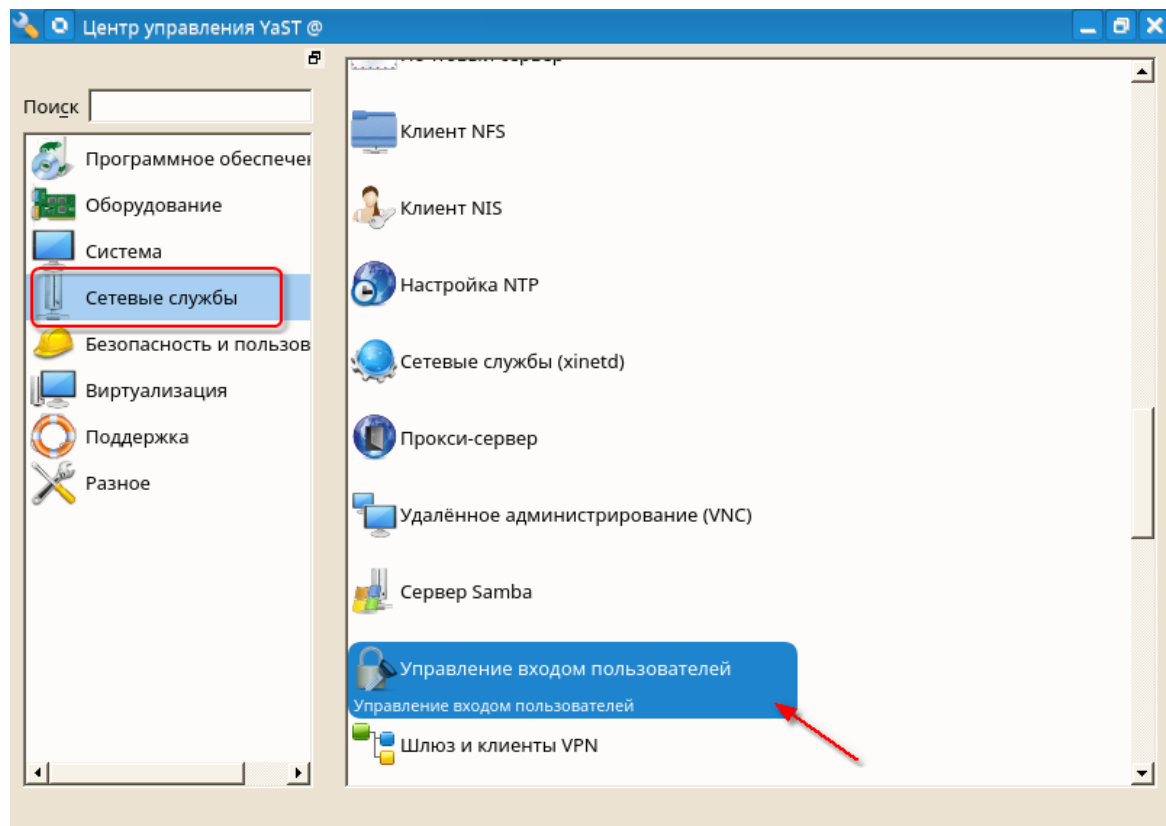 Центр управления YaST @
Поиск
Программное обеспечен
Оборудование
Система
Сетевые службы
Безопасность и пользов
Виртуализация
Поддержка
Разное
Клиент NFS
Клиент NIS
Настройка NTP
Сетевые службы (xinetd)
Прокси-сервер
Удалённое администрирование (VNC)
Сервер Samba
Управление входом пользователей
Управление входом пользователей
Шлюз и клиенты VPN